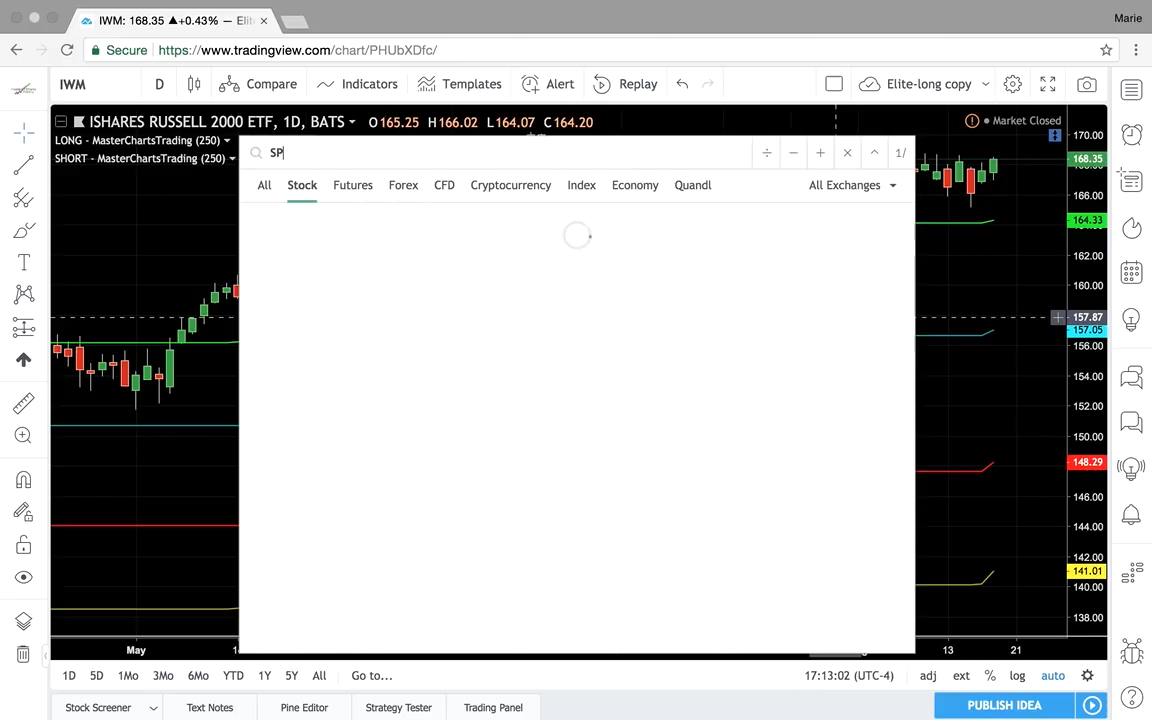 IWM: 168.35 ▲+0.43% — Elit
Marie
Secure https://www.tradingview.com/chart/PHUbXDfc/
IWM D Compare Indicators Templates Alert Replay Elite-long copy
ISHARES RUSSELL 2000 ETF, 1D, BATS O165.25 H166.02 L164.07 C164.20
Market Closed
LONG - MasterChartsTrading (250)
SHORT - MasterChartsTrading (250)
SP
÷ − + × ^ 1/
All Stock Futures Forex CFD Cryptocurrency Index Economy Quandl All Exchanges
170.00
168.35
166.00
164.33
162.00
160.00
157.87
157.05
156.00
154.00
152.00
150.00
148.29
146.00
144.00
142.00
141.01
140.00
138.00
May 13 21
1D 5D 1Mo 3Mo 6Mo YTD 1Y 5Y All Go to... 17:13:02 (UTC-4) adj ext % log auto
Stock Screener Text Notes Pine Editor Strategy Tester Trading Panel PUBLISH IDEA